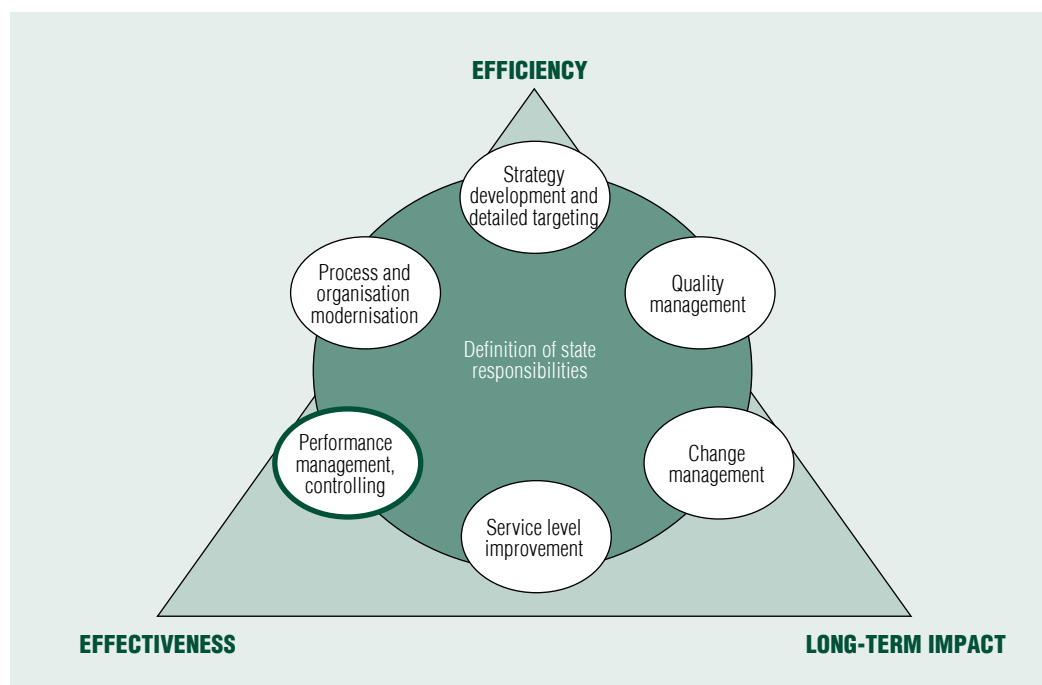 EFFICIENCY
Strategy
development and
detailed targeting
Process and
organisation
modernisation
Quality
management
Definition of state
responsibilities
Performance
management,
controlling
Change
management
Service level
improvement
EFFECTIVENESS
LONG-TERM IMPACT